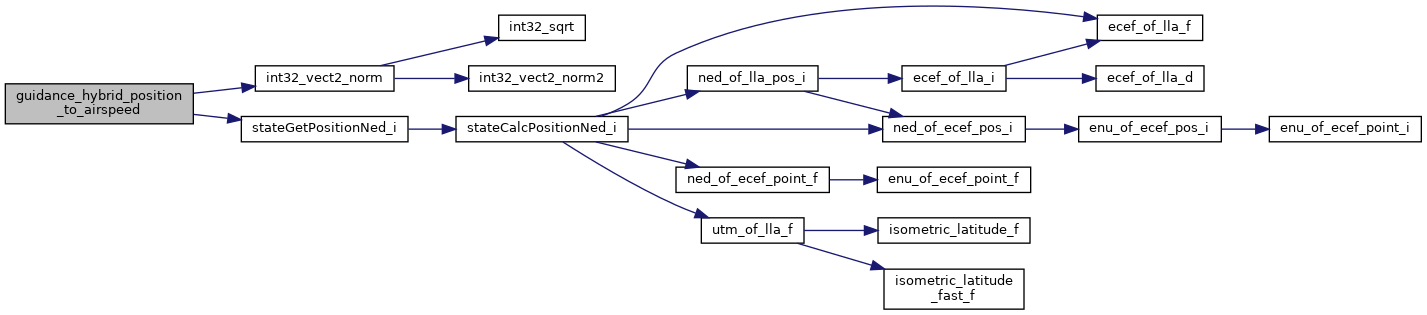 guidance_hybrid_position
_to_airspeed
int32_vect2_norm
int32_sqrt
int32_vect2_norm2
stateGetPositionNed_i
stateCalcPositionNed_i
ned_of_lla_pos_i
ecef_of_lla_i
ecef_of_lla_f
ecef_of_lla_d
ned_of_ecef_pos_i
enu_of_ecef_pos_i
enu_of_ecef_point_i
ned_of_ecef_point_f
enu_of_ecef_point_f
utm_of_lla_f
isometric_latitude_f
isometric_latitude
_fast_f